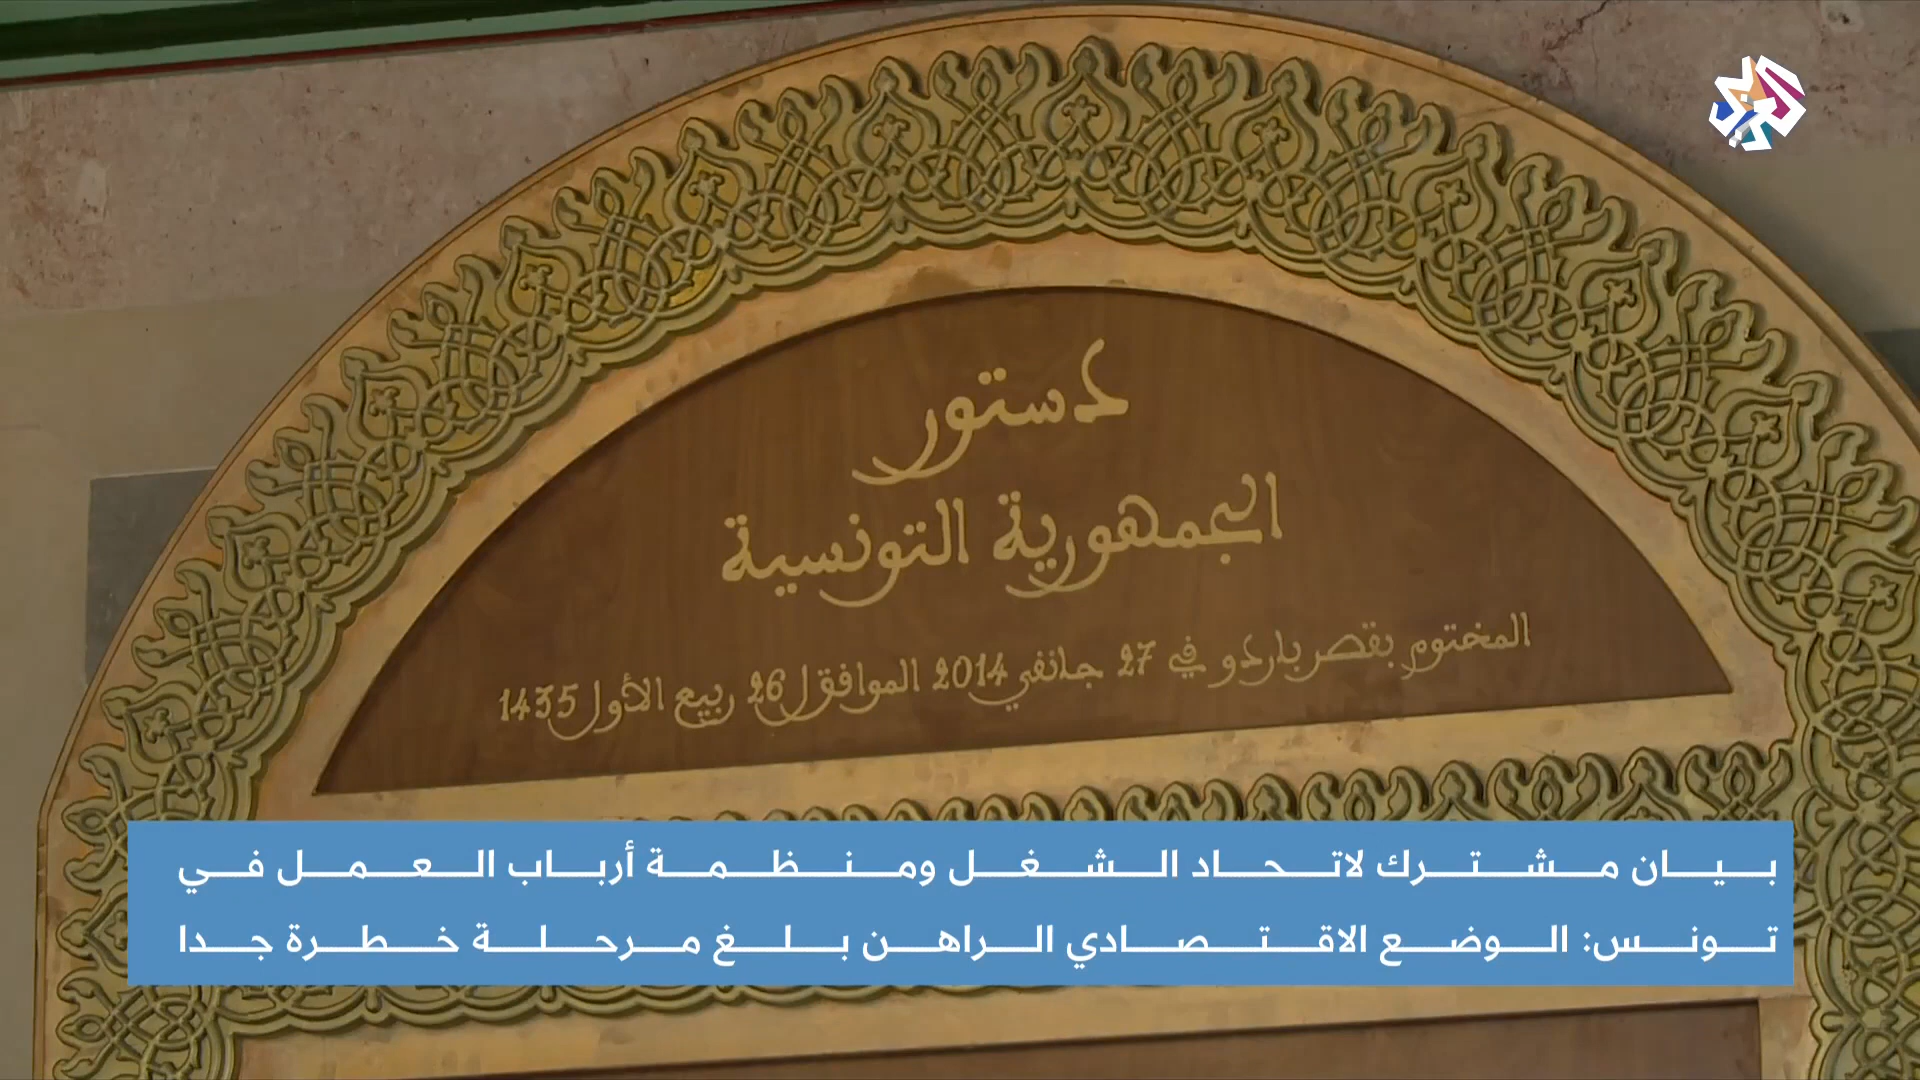 دستور
الجمهورية التونسية
المختوم بقصر باردو في 27 جانفي 2014 الموافق ل 26 ربيع الأول 1435
بيان مشترك لاتحاد الشغل ومنظمة أرباب العمل في
تونس: الوضع الاقتصادي الراهن بلغ مرحلة خطرة جدا